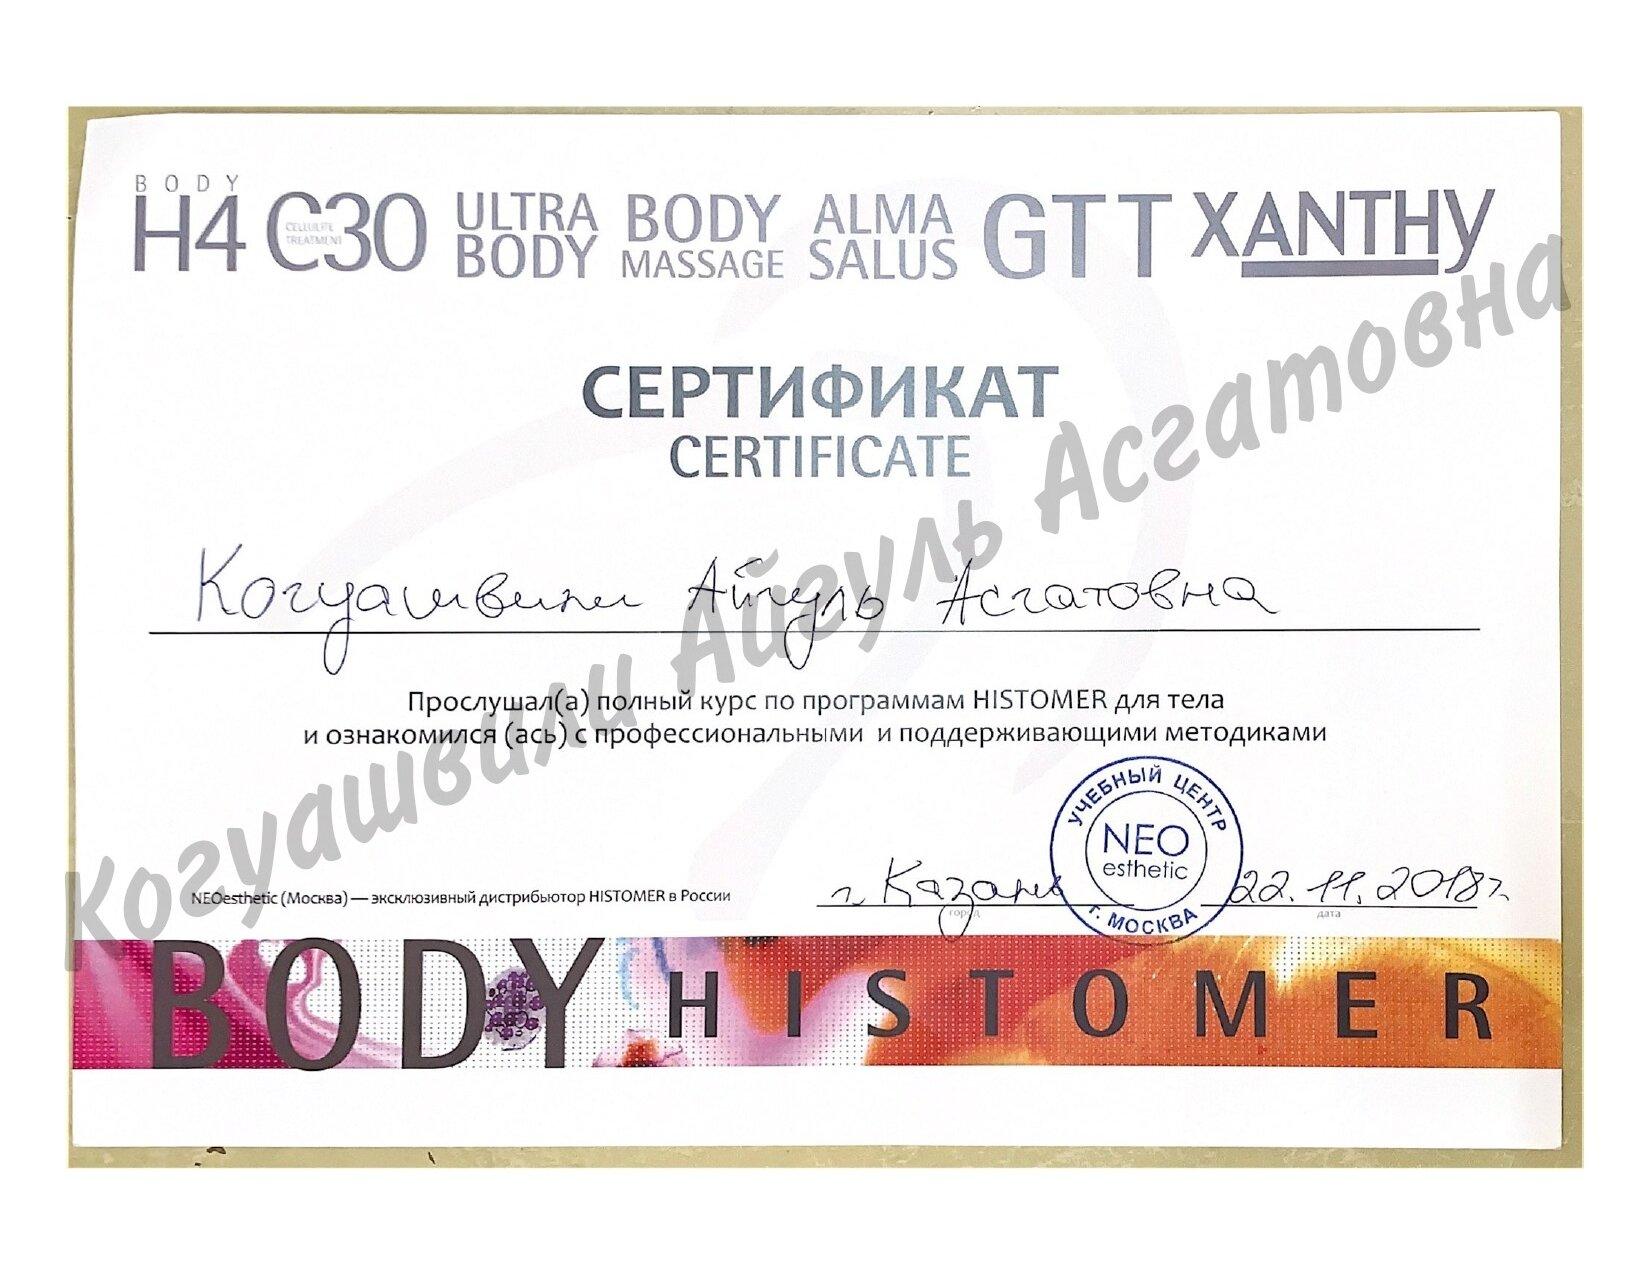 BODY
H4 C30 CELLULITE TREATMENT ULTRA BODY BODY MASSAGE ALMA SALUS GTT XANTHY
СЕРТИФИКАТ
CERTIFICATE
Когуашвили Айгуль Асгатовна
Прослушал(а) полный курс по программам HISTOMER для тела
и ознакомился (ась) с профессиональными и поддерживающими методиками
УЧЕБНЫЙ ЦЕНТР
NEO
esthetic
г. МОСКВА
NEOesthetic (Москва) — эксклюзивный дистрибьютор HISTOMER в России
г. Казань 22.11.2018г.
город дата
BODY HISTOMER
Когуашвили Айгуль Асгатовна